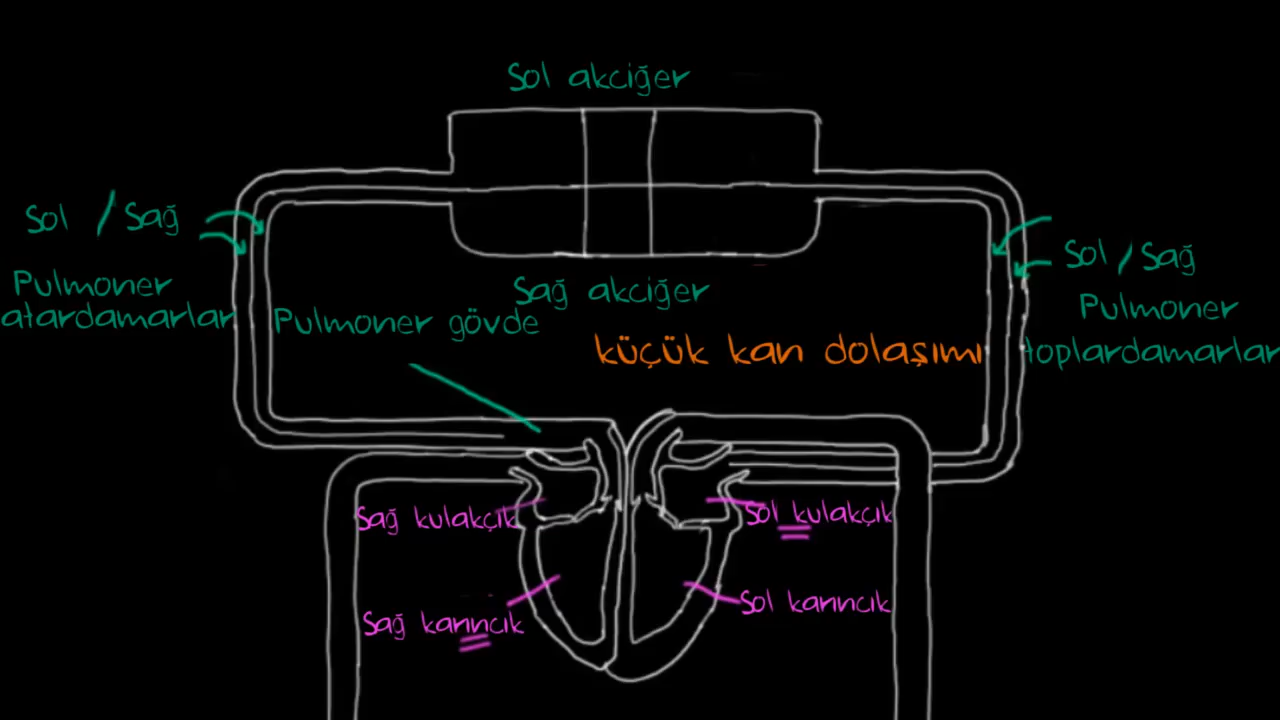 Sol akciğer
Sol / Sağ
Pulmoner
atardamarlar
Pulmoner gövde
Sağ akciğer
küçük kan dolaşımı
Sol / Sağ
Pulmoner
toplardamarlar
Sağ kulakçık
Sol kulakçık
Sağ karıncık
Sol karıncık